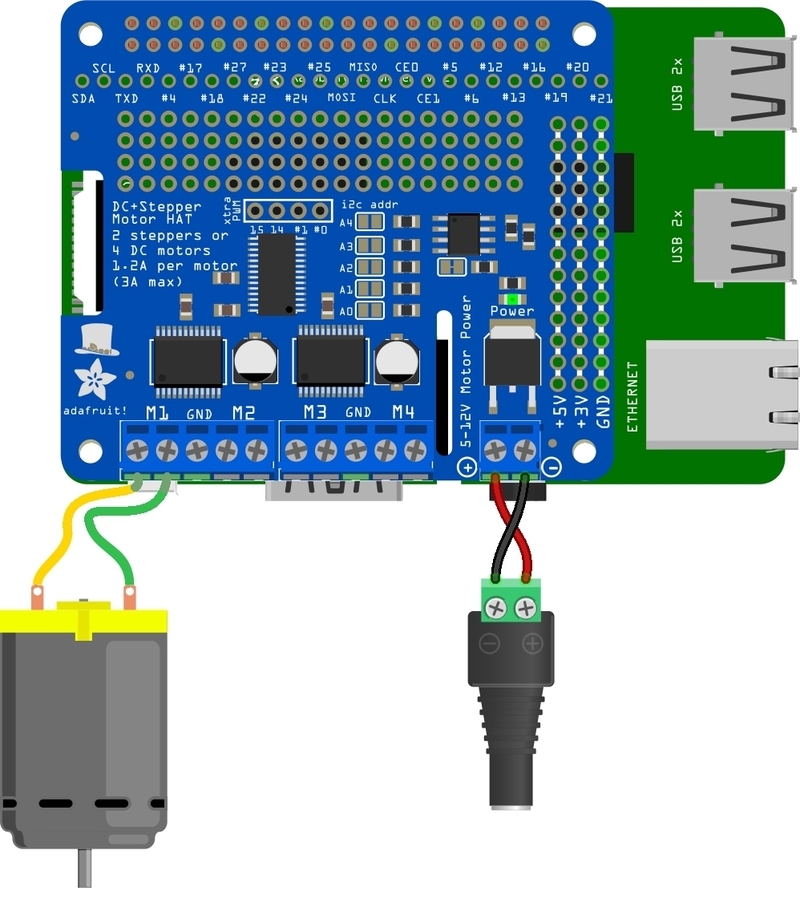 SCL RXD #17 #27 #23 #25 MISO CE0 #5 #12 #16 #20
SDA TXD #4 #18 #22 #24 MOSI CLK CE1 #6 #13 #19 #21
USB 2x
USB 2x
DC+Stepper
Motor HAT
2 steppers or
4 DC motors
1.2A per motor
(3A max)
xtra
PWM
15 14 #1 #0
i2c addr
A4
A3
A2
A1
A0
Power
5-12V Motor Power
+5V
+3V
GND
ETHERNET
adafruit!
M1 GND M2
M3 GND M4
+ -
- +